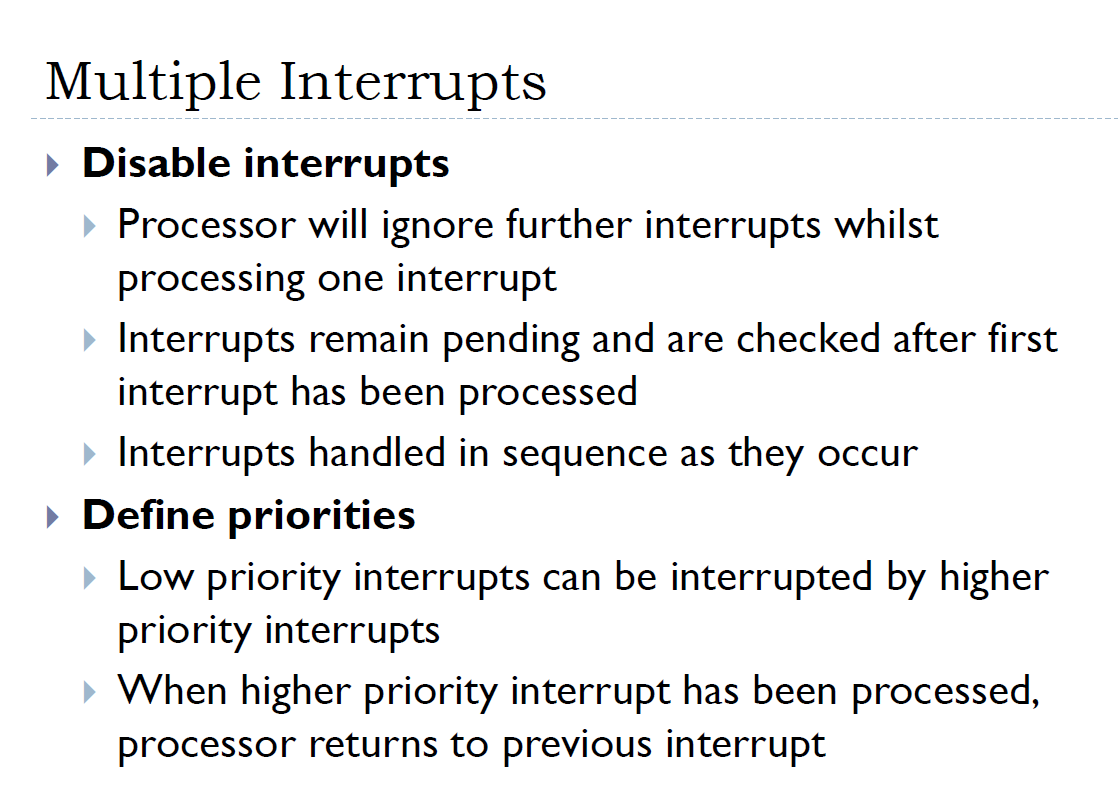 Multiple Interrupts
Disable interrupts
Processor will ignore further interrupts whilst
processing one interrupt
Interrupts remain pending and are checked after first
interrupt has been processed
Interrupts handled in sequence as they occur
Define priorities
Low priority interrupts can be interrupted by higher
priority interrupts
When higher priority interrupt has been processed,
processor returns to previous interrupt